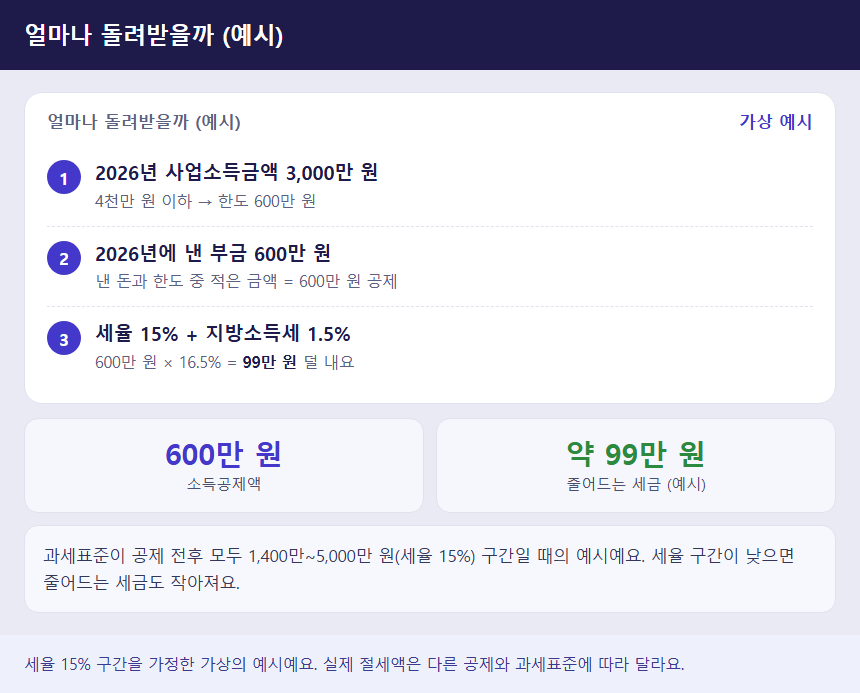 얼마나 돌려받을까 (예시)
얼마나 돌려받을까 (예시)
가상 예시
1
2026년 사업소득금액 3,000만 원
4천만 원 이하 → 한도 600만 원
2
2026년에 낸 부금 600만 원
낸 돈과 한도 중 적은 금액 = 600만 원 공제
3
세율 15% + 지방소득세 1.5%
600만 원 × 16.5% = 99만 원 덜 내요
600만 원
소득공제액
약 99만 원
줄어드는 세금 (예시)
과세표준이 공제 전후 모두 1,400만~5,000만 원(세율 15%) 구간일 때의 예시예요. 세율 구간이 낮으면
줄어드는 세금도 작아져요.
세율 15% 구간을 가정한 가상의 예시예요. 실제 절세액은 다른 공제와 과세표준에 따라 달라요.